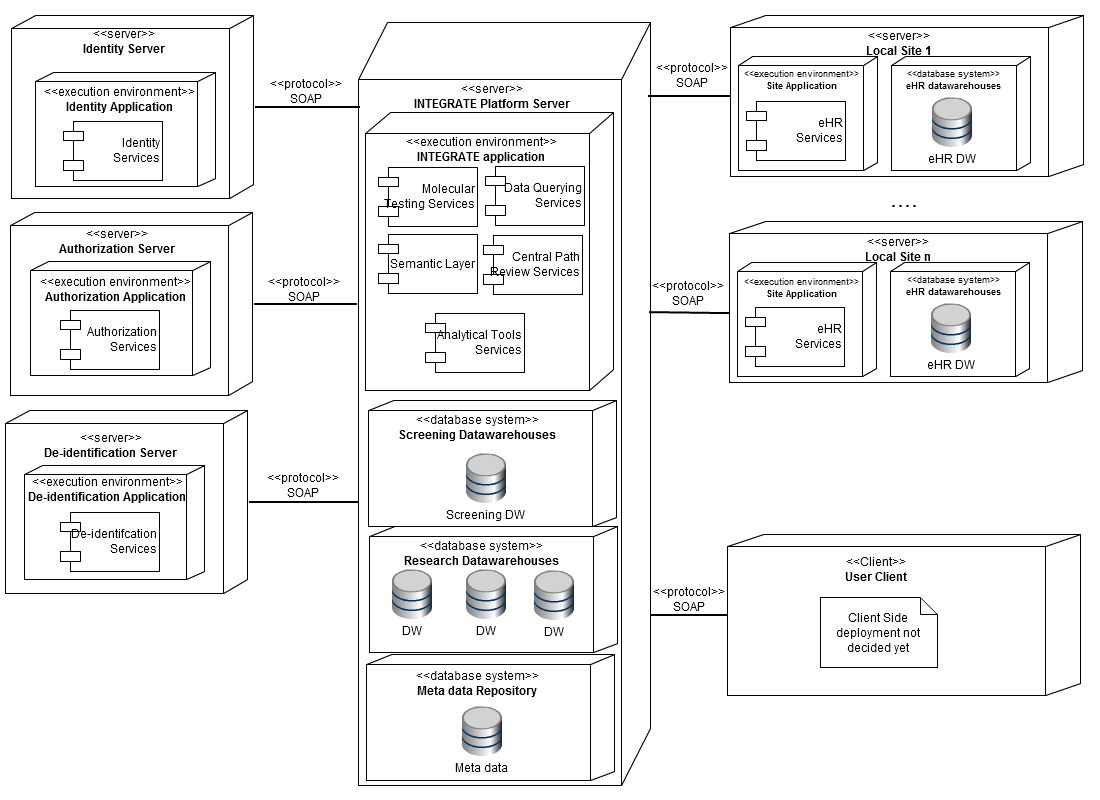 <<server>>
Identity Server
<<execution environment>>
Identity Application
Identity
Services
<<protocol>>
SOAP
<<server>>
Authorization Server
<<execution environment>>
Authorization Application
Authorization
Services
<<protocol>>
SOAP
<<server>>
De-identification Server
<<execution environment>>
De-identification Application
De-identifcation
Services
<<protocol>>
SOAP
<<server>>
INTEGRATE Platform Server
<<execution environment>>
INTEGRATE application
Molecular
Testing Services
Data Querying
Services
Semantic Layer
Central Path
Review Services
Analytical Tools
Services
<<database system>>
Screening Datawarehouses
Screening DW
<<database system>>
Research Datawarehouses
DW
DW
DW
<<database system>>
Meta data Repository
Meta data
<<protocol>>
SOAP
<<server>>
Local Site 1
<<execution environment>>
Site Application
eHR
Services
<<database system>>
eHR datawarehouses
eHR DW
....
<<protocol>>
SOAP
<<server>>
Local Site n
<<execution environment>>
Site Application
eHR
Services
<<database system>>
eHR datawarehouses
eHR DW
<<protocol>>
SOAP
<<Client>>
User Client
Client Side
deployment not
decided yet